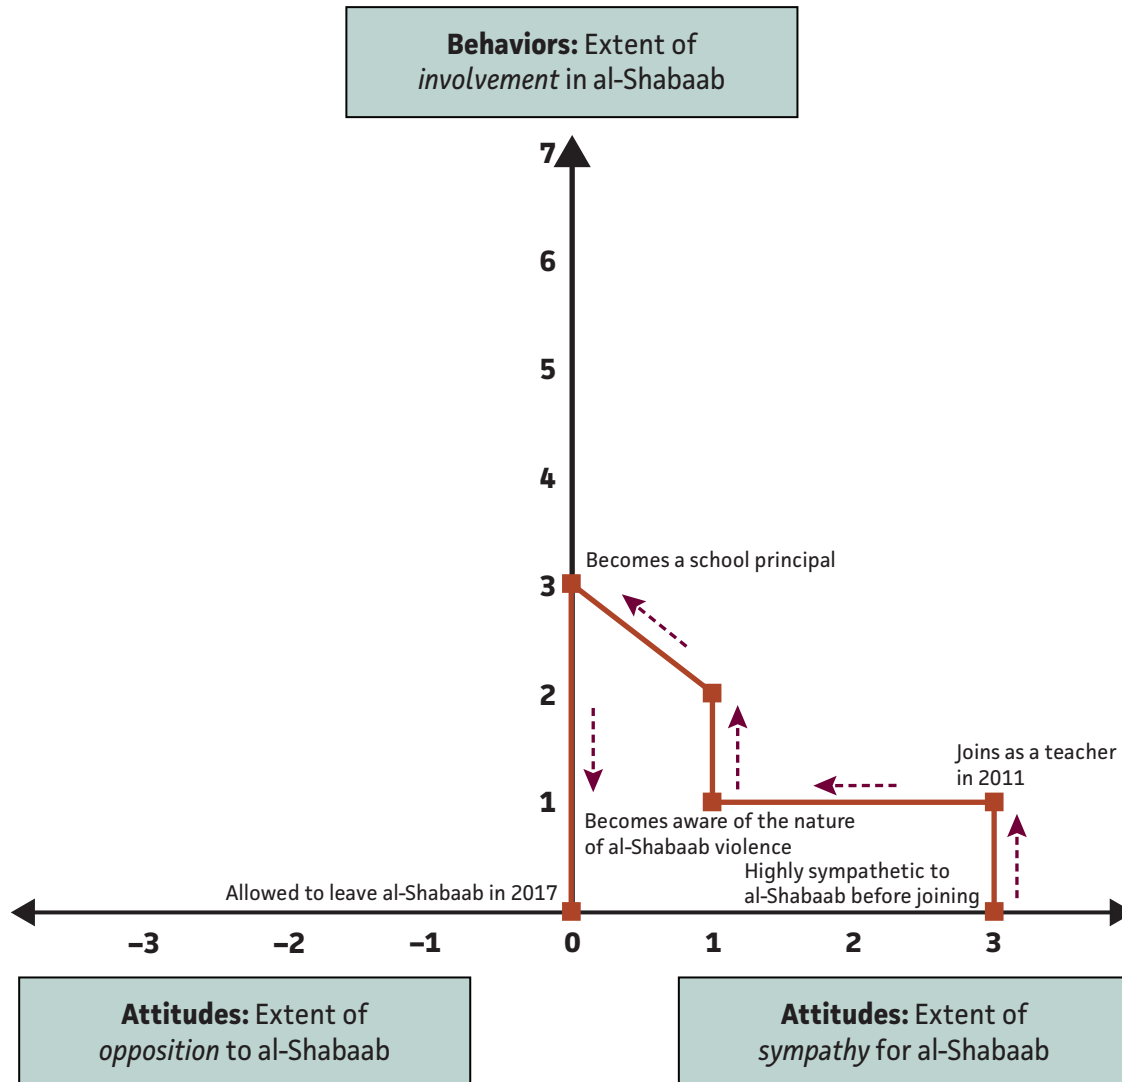 Behaviors: Extent of
involvement in al-Shabaab
7
6
5
4
Becomes a school principal
3
2
Joins as a teacher
in 2011
1
Becomes aware of the nature
of al-Shabaab violence
Highly sympathetic to
al-Shabaab before joining
Allowed to leave al-Shabaab in 2017
–3 –2 –1 0 1 2 3
Attitudes: Extent of
opposition to al-Shabaab
Attitudes: Extent of
sympathy for al-Shabaab